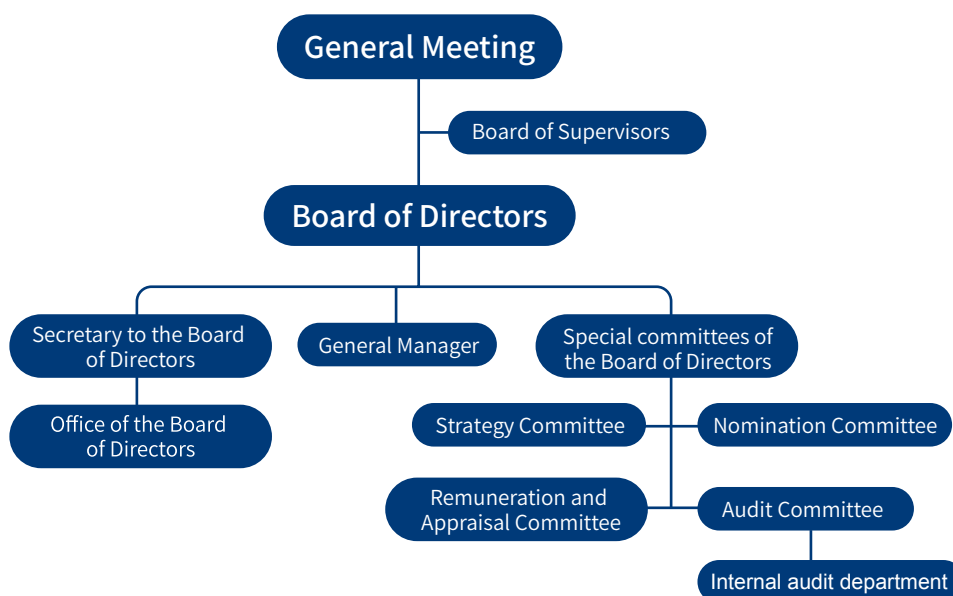 General Meeting
Board of Supervisors
Board of Directors
Secretary to the Board
of Directors
General Manager
Special committees of
the Board of Directors
Office of the Board
of Directors
Strategy Committee
Nomination Committee
Remuneration and
Appraisal Committee
Audit Committee
Internal audit department